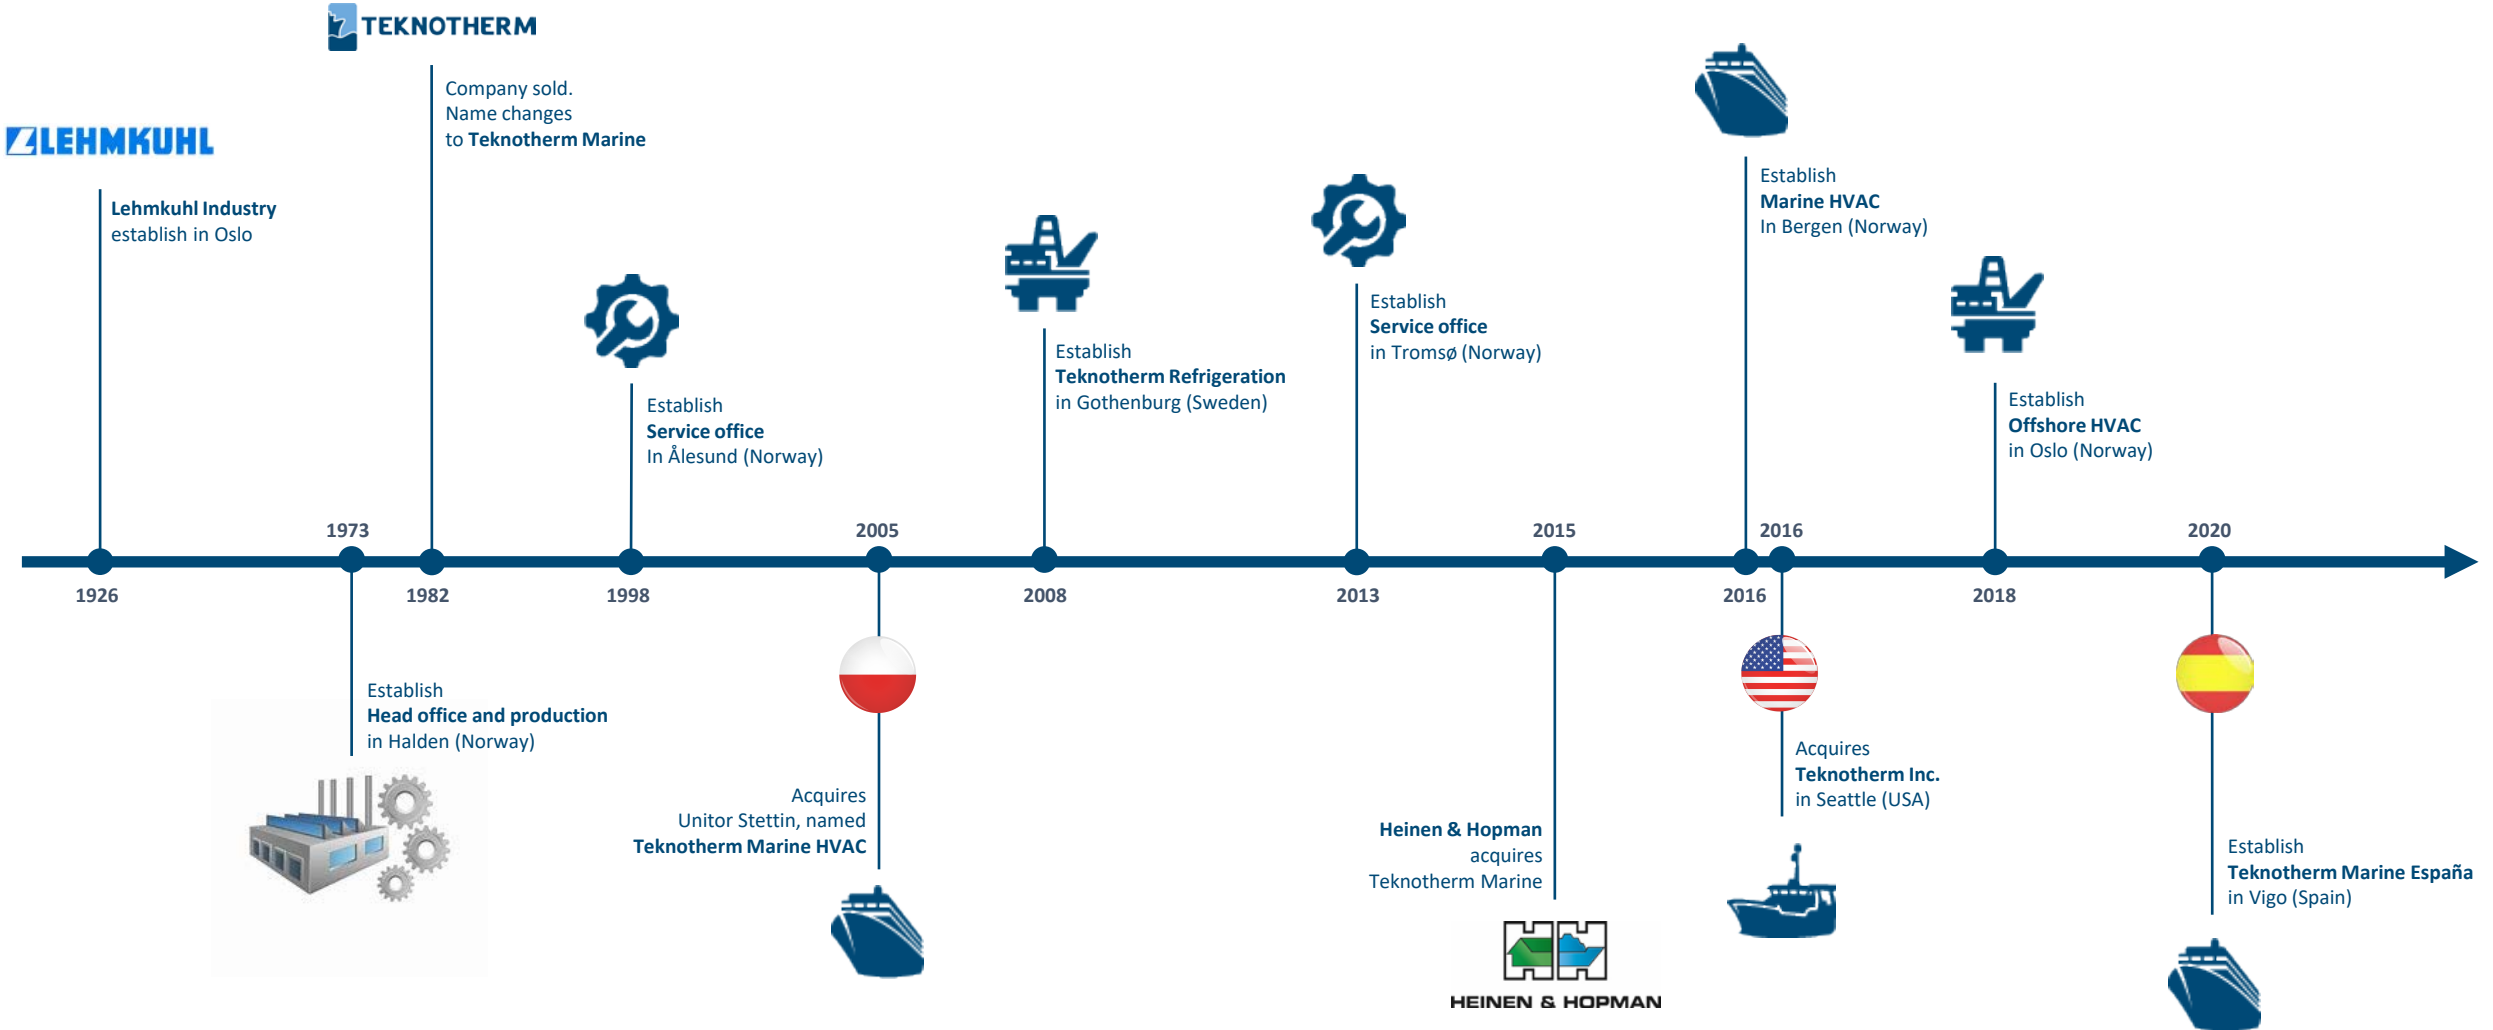 TEKNOTHERM
Company sold.
Name changes
to Teknotherm Marine
LEHMKUHL
Lehmkuhl Industry
establish in Oslo
Establish
Service office
In Ålesund (Norway)
Establish
Teknotherm Refrigeration
in Gothenburg (Sweden)
Establish
Service office
in Tromsø (Norway)
Establish
Marine HVAC
In Bergen (Norway)
Establish
Offshore HVAC
in Oslo (Norway)
1973
2005
2015
2016
2020
1926
1982
1998
2008
2013
2016
2018
Establish
Head office and production
in Halden (Norway)
Acquires
Unitor Stettin, named
Teknotherm Marine HVAC
Heinen & Hopman
acquires
Teknotherm Marine
HEINEN & HOPMAN
Acquires
Teknotherm Inc.
in Seattle (USA)
Establish
Teknotherm Marine España
in Vigo (Spain)